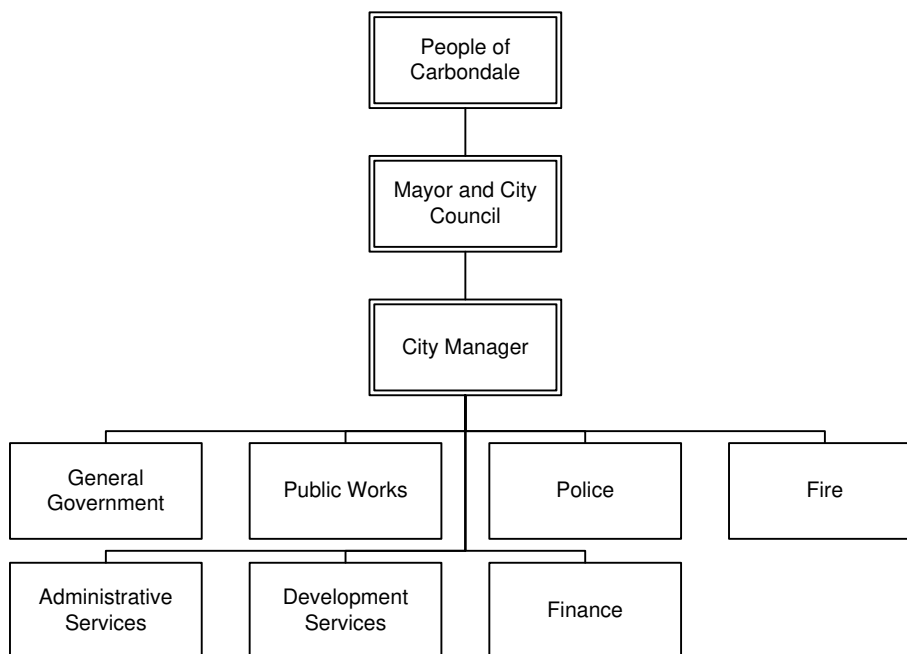 People of
Carbondale
Mayor and City
Council
City Manager
General
Government
Public Works
Police
Fire
Administrative
Services
Development
Services
Finance